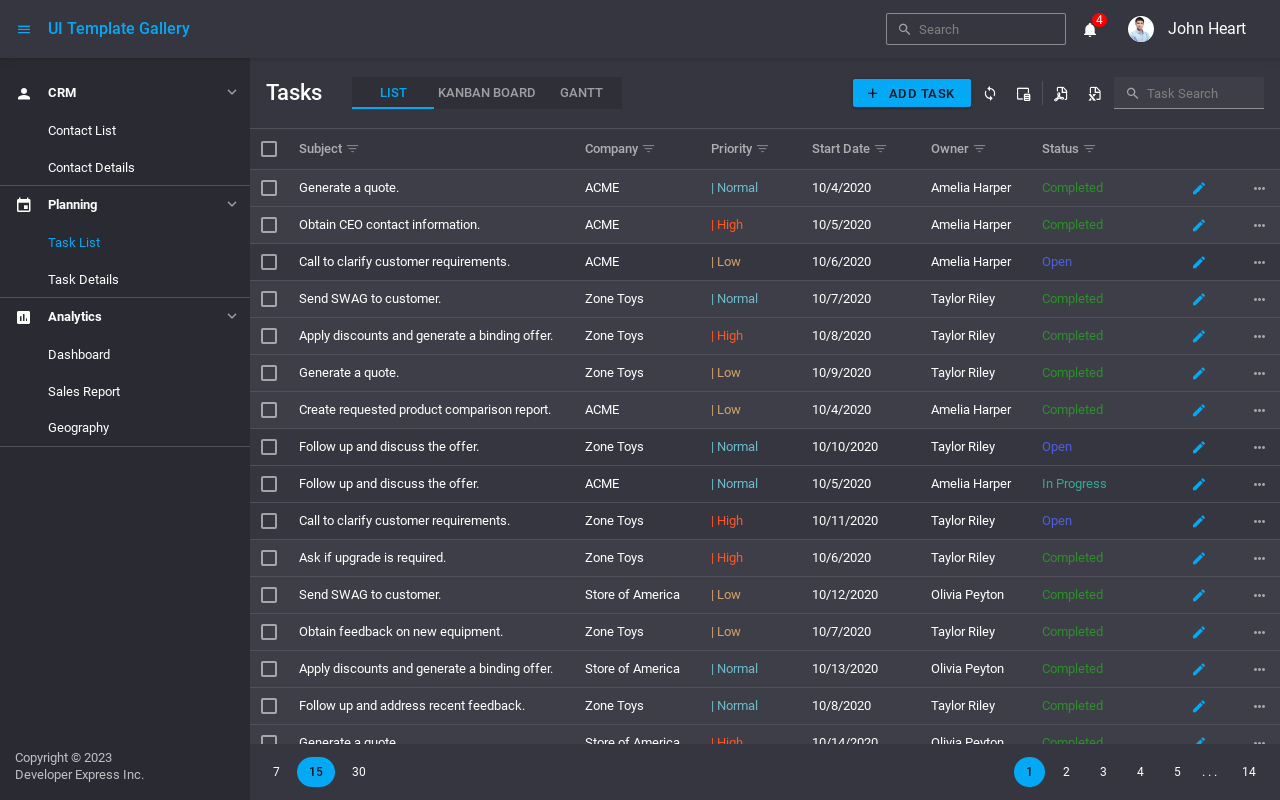 UI Template Gallery
Search
4
John Heart
CRM
Contact List
Contact Details
Planning
Task List
Task Details
Analytics
Dashboard
Sales Report
Geography
Copyright © 2023
Developer Express Inc.
Tasks
LIST KANBAN BOARD GANTT
ADD TASK
Task Search
Subject Company Priority Start Date Owner Status
Generate a quote. ACME | Normal 10/4/2020 Amelia Harper Completed
Obtain CEO contact information. ACME | High 10/5/2020 Amelia Harper Completed
Call to clarify customer requirements. ACME | Low 10/6/2020 Amelia Harper Open
Send SWAG to customer. Zone Toys | Normal 10/7/2020 Taylor Riley Completed
Apply discounts and generate a binding offer. Zone Toys | High 10/8/2020 Taylor Riley Completed
Generate a quote. Zone Toys | Low 10/9/2020 Taylor Riley Completed
Create requested product comparison report. ACME | Low 10/4/2020 Amelia Harper Completed
Follow up and discuss the offer. Zone Toys | Normal 10/10/2020 Taylor Riley Open
Follow up and discuss the offer. ACME | Normal 10/5/2020 Amelia Harper In Progress
Call to clarify customer requirements. Zone Toys | High 10/11/2020 Taylor Riley Open
Ask if upgrade is required. Zone Toys | High 10/6/2020 Taylor Riley Completed
Send SWAG to customer. Store of America | Low 10/12/2020 Olivia Peyton Completed
Obtain feedback on new equipment. Zone Toys | Low 10/7/2020 Taylor Riley Completed
Apply discounts and generate a binding offer. Store of America | Normal 10/13/2020 Olivia Peyton Completed
Follow up and address recent feedback. Zone Toys | Normal 10/8/2020 Taylor Riley Completed
Generate a quote. Store of America | High 10/14/2020 Olivia Peyton Completed
7 15 30
1 2 3 4 5 . . . 14